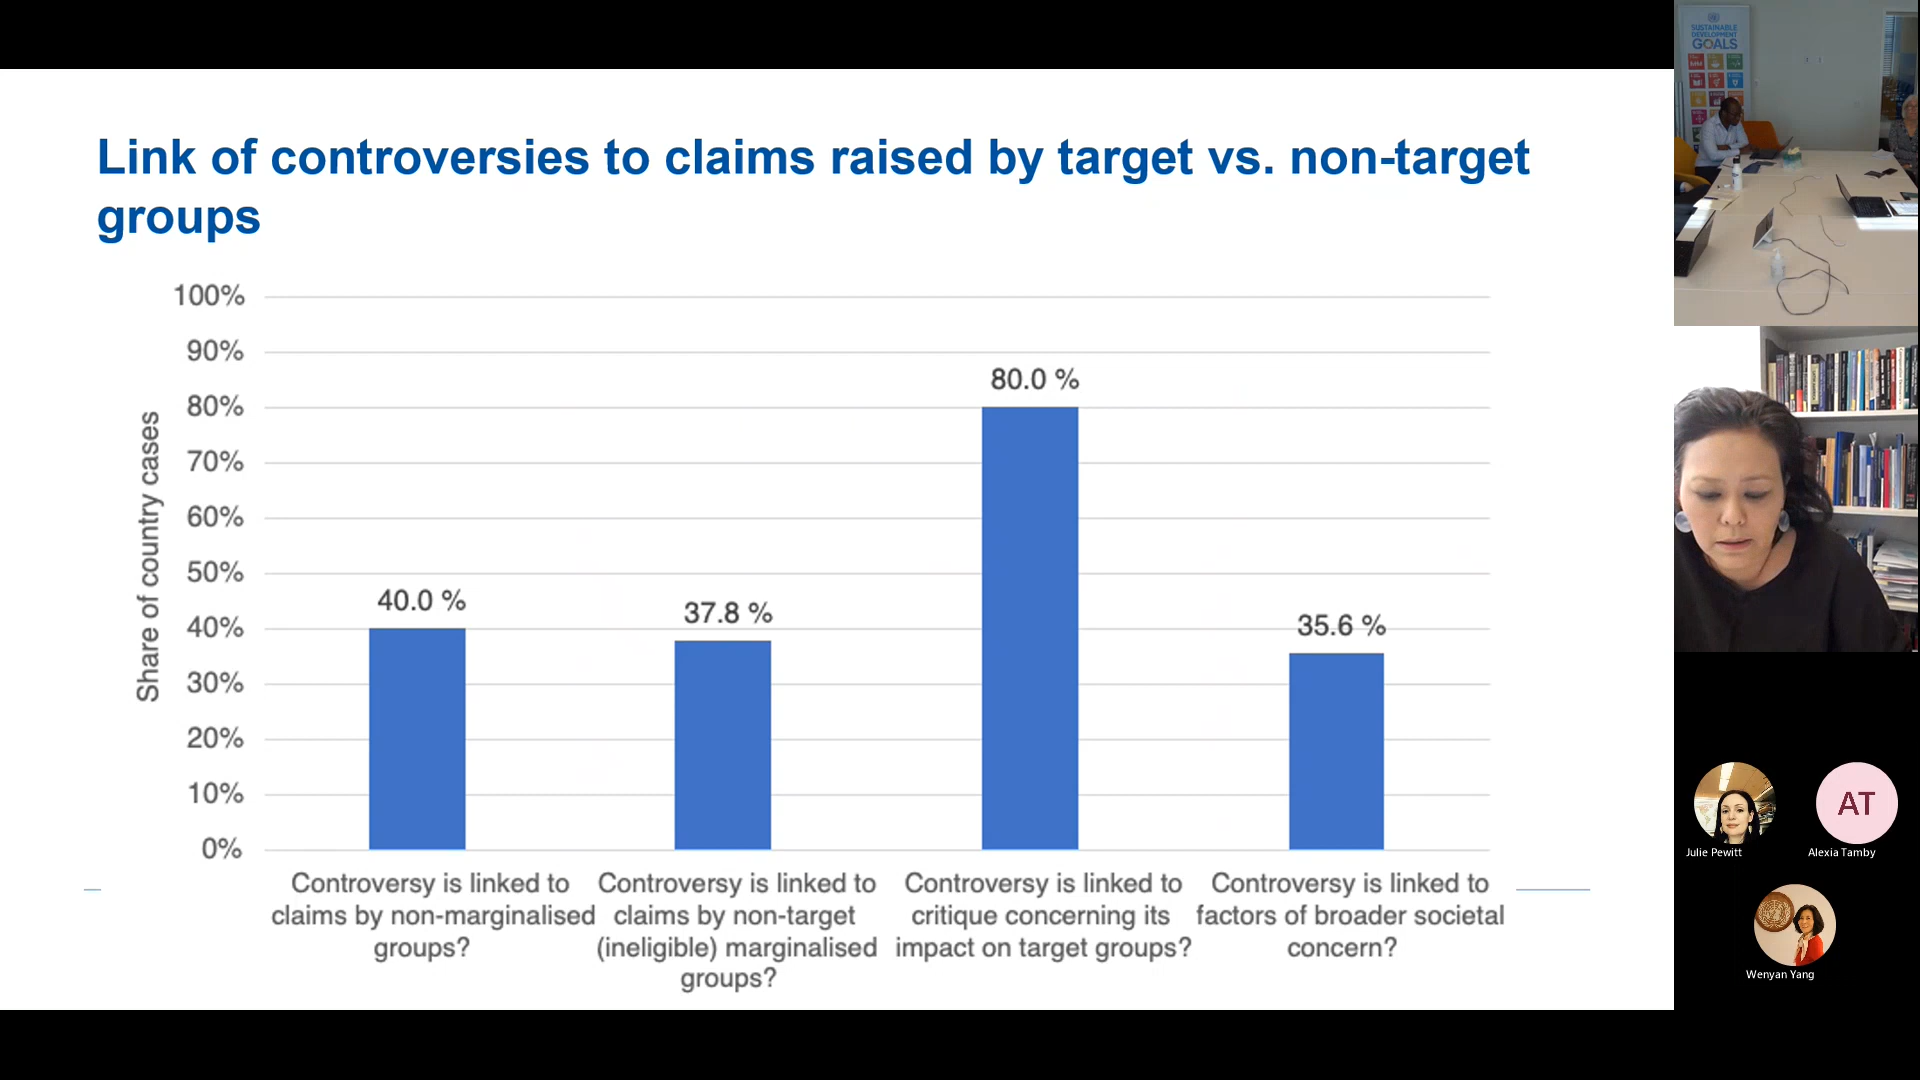 Link of controversies to claims raised by target vs. non-target
groups
Share of country cases
100%
90%
80%
70%
60%
50%
40%
30%
20%
10%
0%
40.0 %
37.8 %
80.0 %
35.6 %
Controversy is linked to
claims by non-marginalised
groups?
Controversy is linked to
claims by non-target
(ineligible) marginalised
groups?
Controversy is linked to
critique concerning its
impact on target groups?
Controversy is linked to
factors of broader societal
concern?
SUSTAINABLE
DEVELOPMENT
GOALS
AT
Julie Pewitt
Alexia Tamby
Wenyan Yang